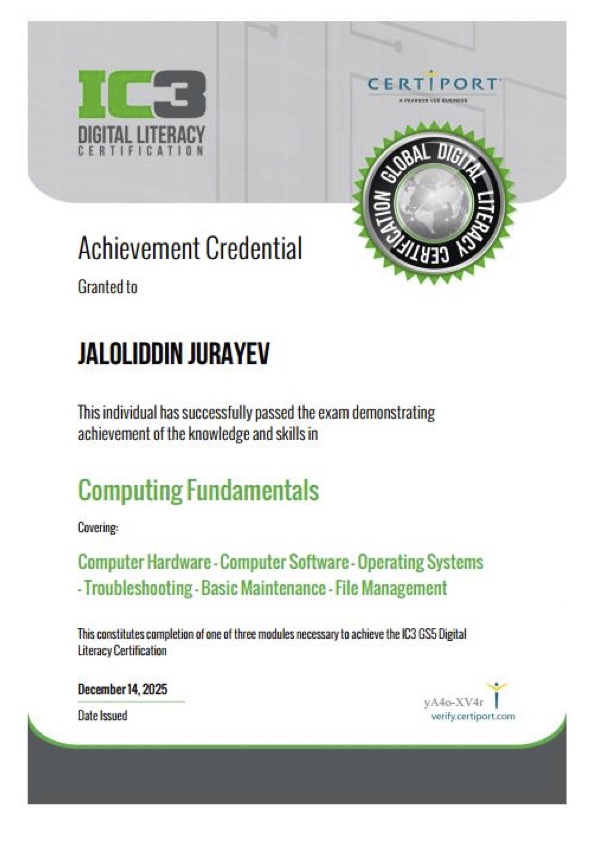 IC3
DIGITAL LITERACY
CERTIFICATION
CERTIPORT
A PEARSON VUE BUSINESS
GLOBAL DIGITAL LITERACY CERTIFICATION
Achievement Credential
Granted to
JALOLIDDIN JURAYEV
This individual has successfully passed the exam demonstrating
achievement of the knowledge and skills in
Computing Fundamentals
Covering:
Computer Hardware - Computer Software - Operating Systems
- Troubleshooting - Basic Maintenance - File Management
This constitutes completion of one of three modules necessary to achieve the IC3 GS5 Digital
Literacy Certification
December 14, 2025
Date Issued
yA4o-XV4r
verify.certiport.com